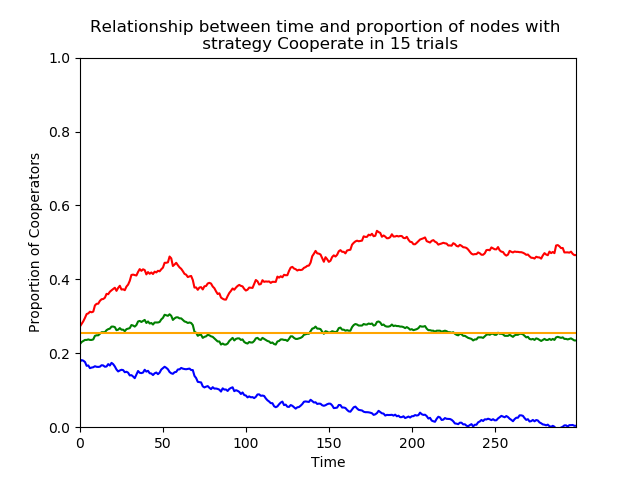 Relationship between time and proportion of nodes with
strategy Cooperate in 15 trials
1.0
0.8
0.6
0.4
0.2
0.0
Proportion of Cooperators
0 50 100 150 200 250
Time